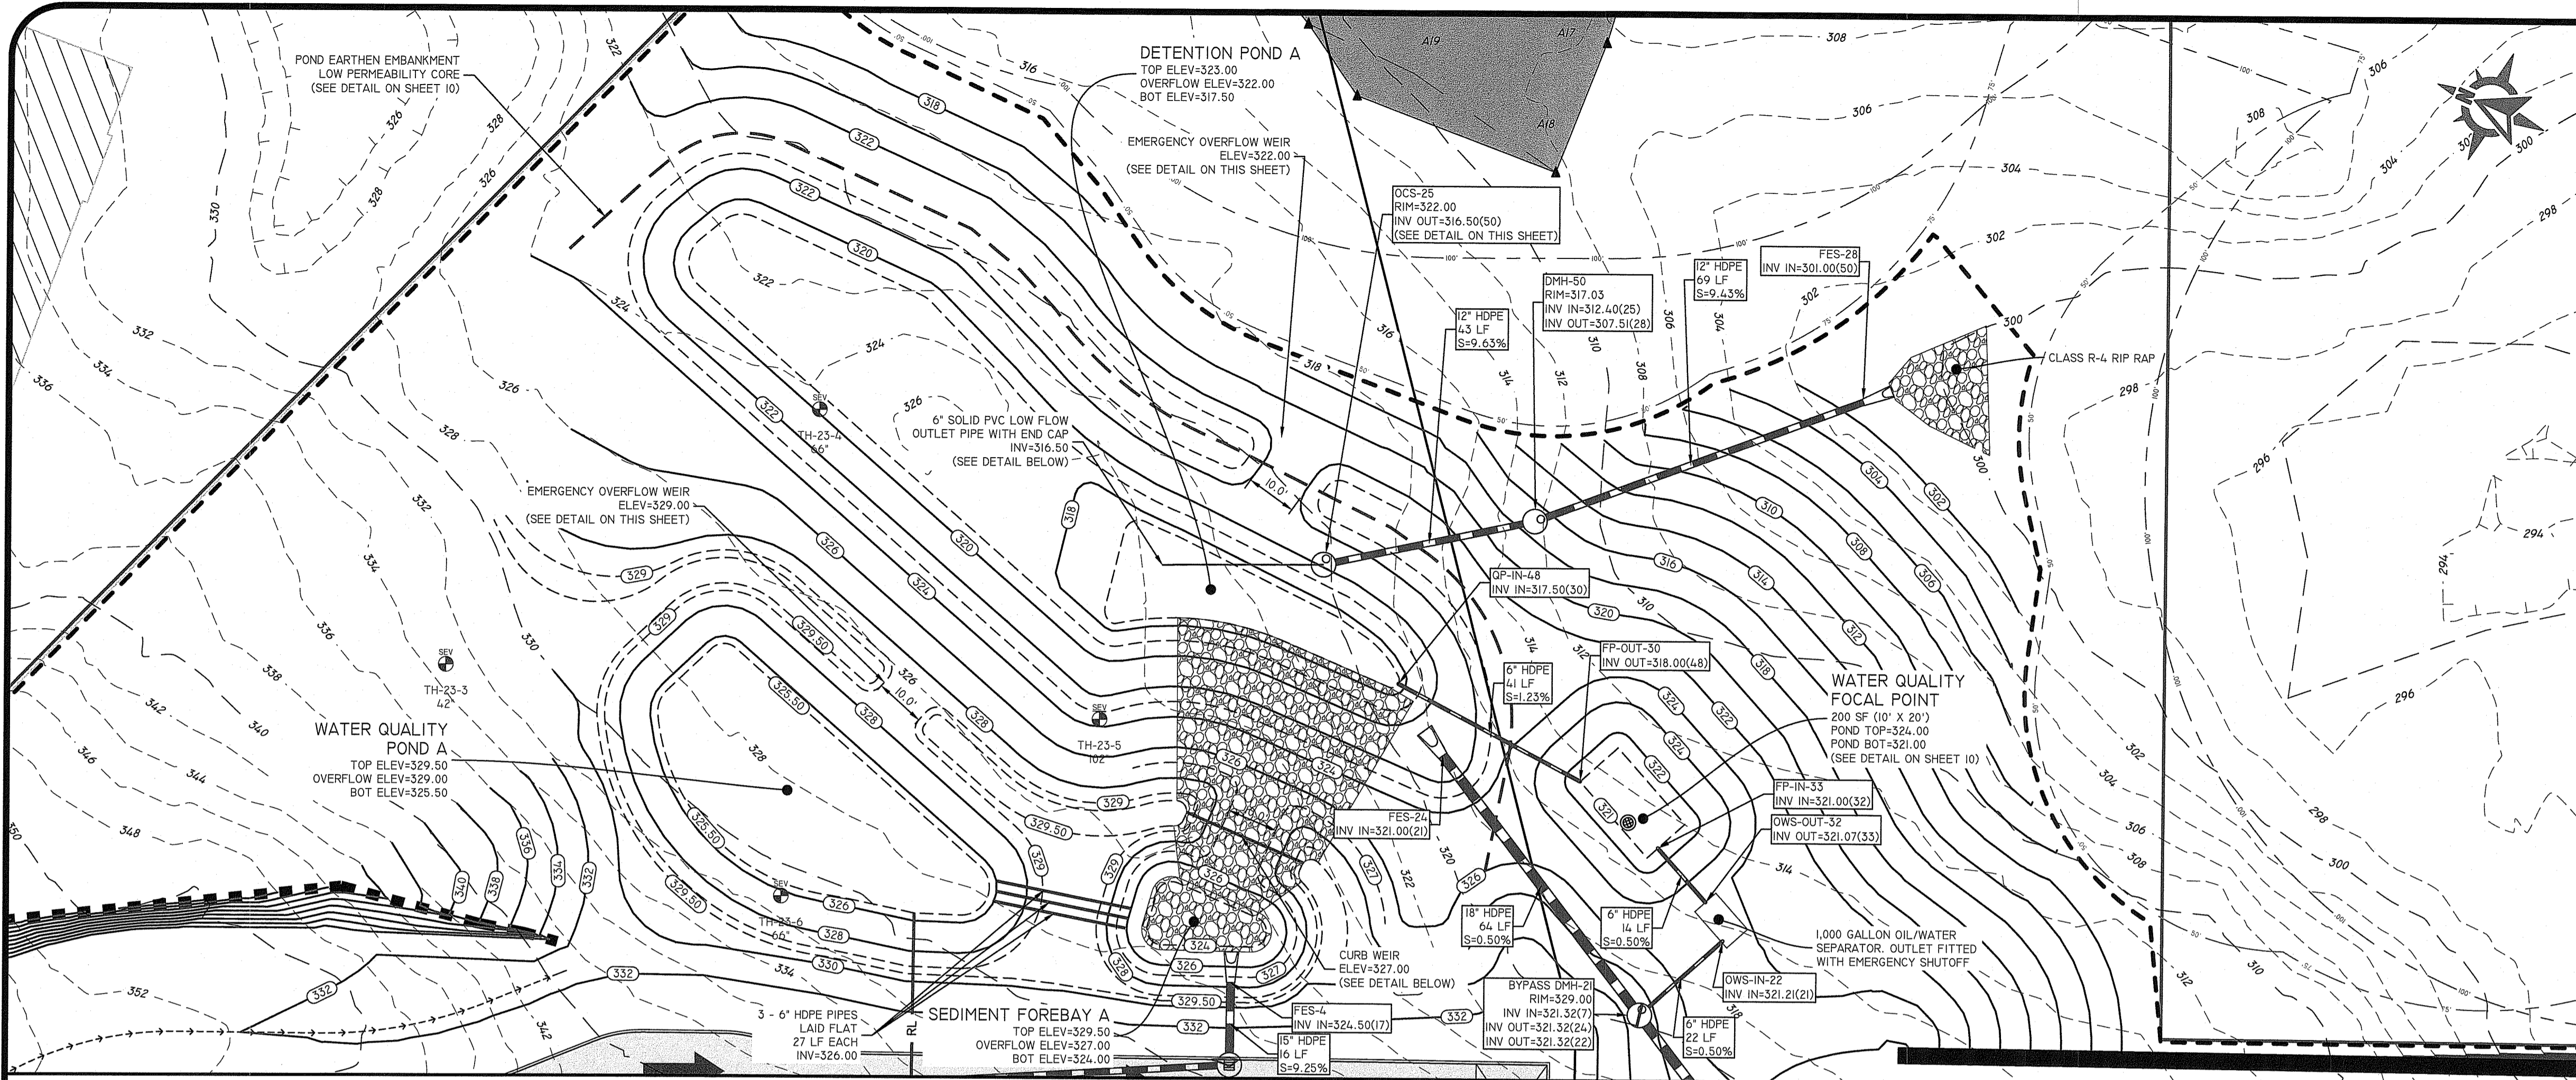 POND EARTHEN EMBANKMENT
LOW PERMEABILITY CORE
(SEE DETAIL ON SHEET 10)
DETENTION POND A
TOP ELEV=323.00
OVERFLOW ELEV=322.00
BOT ELEV=317.50
EMERGENCY OVERFLOW WEIR
ELEV=322.00
(SEE DETAIL ON THIS SHEET)
A19
A17
A18
OCS-25
RIM=322.00
INV OUT=316.50(50)
(SEE DETAIL ON THIS SHEET)
DMH-50
RIM=317.03
INV IN=312.40(25)
INV OUT=307.51(28)
12" HDPE
43 LF
S=9.63%
12" HDPE
69 LF
S=9.43%
FES-28
INV IN=301.00(50)
CLASS R-4 RIP RAP
6" SOLID PVC LOW FLOW
OUTLET PIPE WITH END CAP
INV=316.50
(SEE DETAIL BELOW)
SEV
TH-23-4
66"
EMERGENCY OVERFLOW WEIR
ELEV=329.00
(SEE DETAIL ON THIS SHEET)
10.0'
QP-IN-48
INV IN=317.50(30)
FP-OUT-30
INV OUT=318.00(48)
6" HDPE
41 LF
S=1.23%
WATER QUALITY
FOCAL POINT
200 SF (10' X 20')
POND TOP=324.00
POND BOT=321.00
(SEE DETAIL ON SHEET 10)
SEV
TH-23-3
42"
WATER QUALITY
POND A
TOP ELEV=329.50
OVERFLOW ELEV=329.00
BOT ELEV=325.50
10.0'
SEV
TH-23-5
102"
FP-IN-33
INV IN=321.00(32)
OWS-OUT-32
INV OUT=321.07(33)
FES-24
INV IN=321.00(21)
SEV
TH-23-6
66"
18" HDPE
64 LF
S=0.50%
6" HDPE
14 LF
S=0.50%
1,000 GALLON OIL/WATER
SEPARATOR. OUTLET FITTED
WITH EMERGENCY SHUTOFF
CURB WEIR
ELEV=327.00
(SEE DETAIL BELOW)
OWS-IN-22
INV IN=321.21(21)
BYPASS DMH-21
RIM=329.00
INV IN=321.32(7)
INV OUT=321.32(24)
INV OUT=321.32(22)
6" HDPE
22 LF
S=0.50%
3 - 6" HDPE PIPES
LAID FLAT
27 LF EACH
INV=326.00
RL
SEDIMENT FOREBAY A
TOP ELEV=329.50
OVERFLOW ELEV=327.00
BOT ELEV=324.00
FES-4
INV IN=324.50(17)
15" HDPE
16 LF
S=9.25%